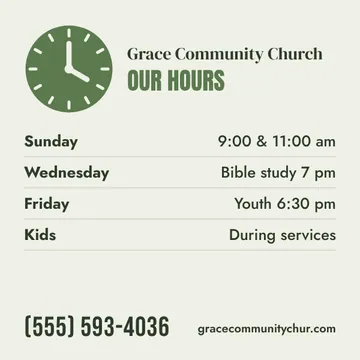 Grace Community Church
OUR HOURS
Sunday 9:00 & 11:00 am
Wednesday Bible study 7 pm
Friday Youth 6:30 pm
Kids During services
(555) 593-4036 gracecommunitychur.com